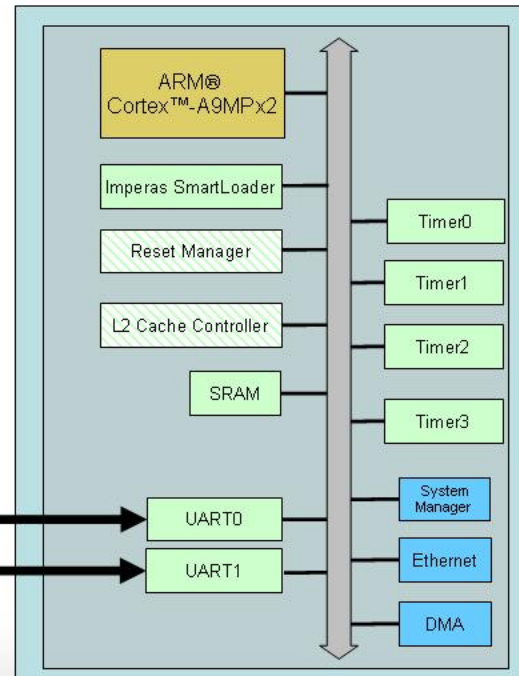 ARM®
Cortex™-A9MPx2
Imperas SmartLoader
Reset Manager
L2 Cache Controller
SRAM
UART0
UART1
Timer0
Timer1
Timer2
Timer3
System
Manager
Ethernet
DMA